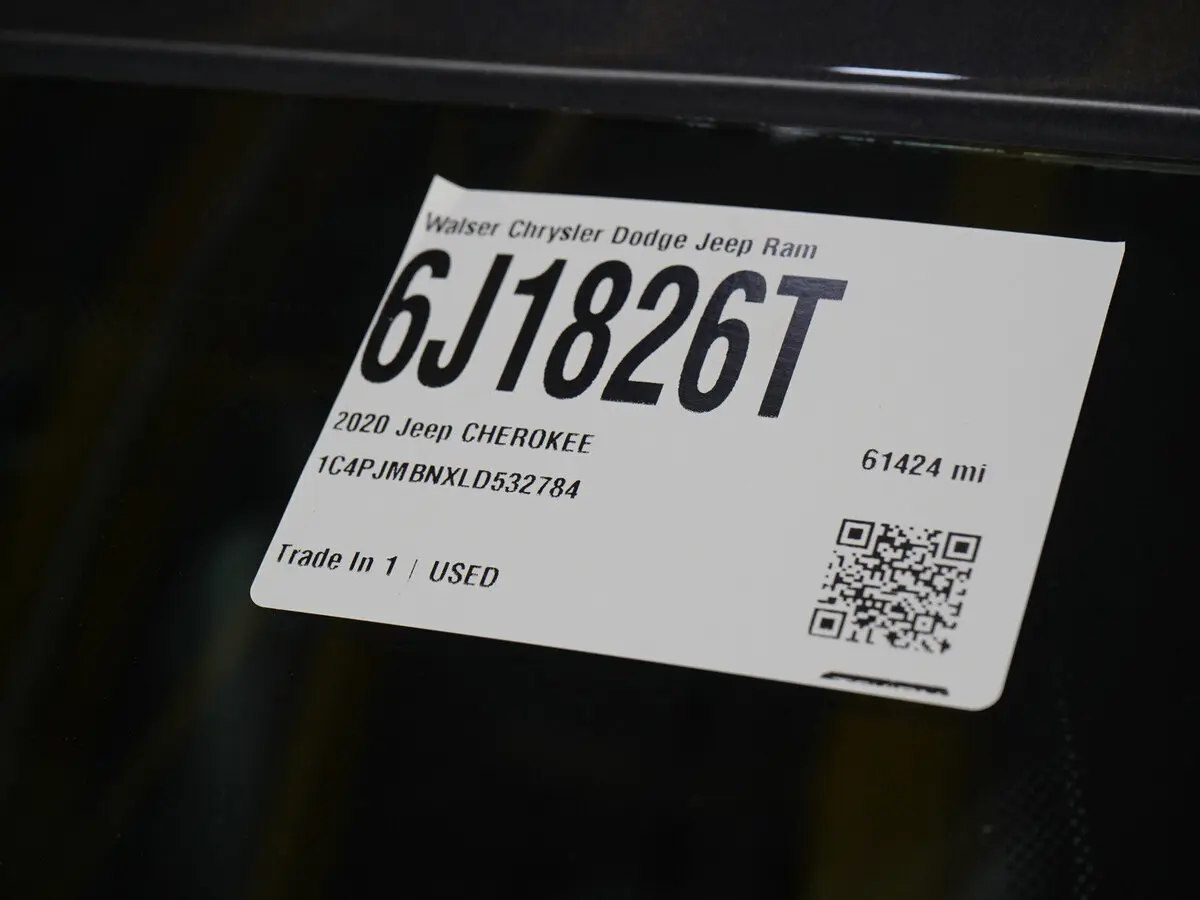 Walser Chrysler Dodge Jeep Ram
6J1826T
2020 Jeep CHEROKEE
61424 mi
1C4PJMBNXLD532784
Trade In 1 / USED